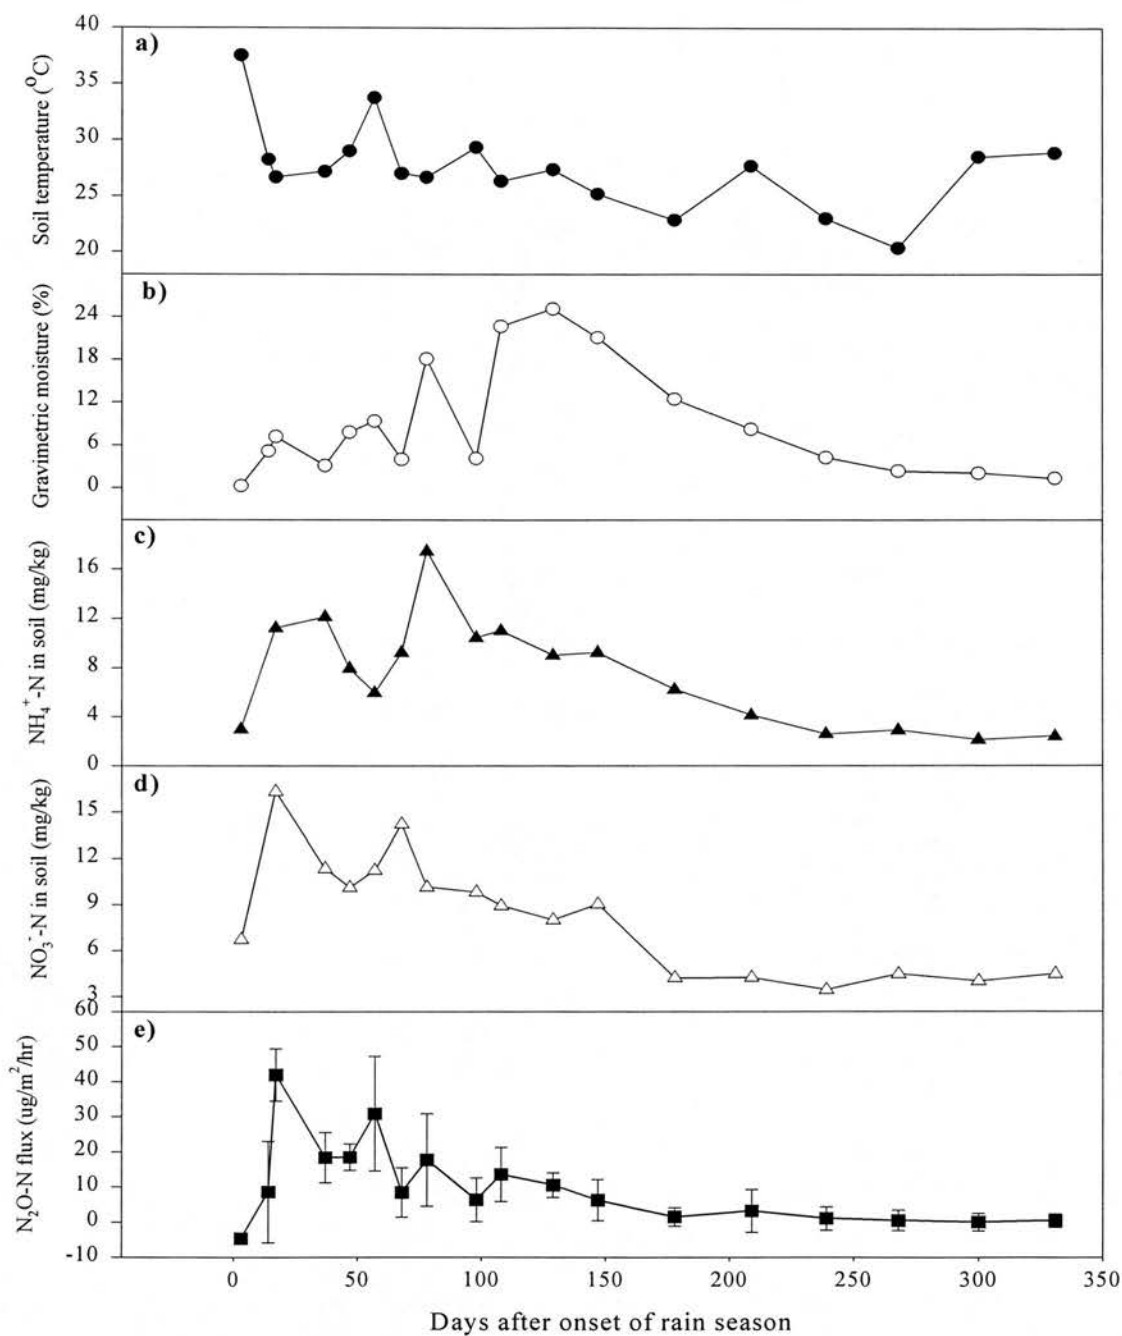 a)
Soil temperature (°C)
40
35
30
25
20
b)
Gravimetric moisture (%)
24
18
12
6
0
c)
NH₄⁺-N in soil (mg/kg)
16
12
8
4
0
d)
NO₃⁻-N in soil (mg/kg)
15
12
9
6
3
e)
N₂O-N flux (ug/m²/hr)
60
50
40
30
20
10
0
-10
0 50 100 150 200 250 300 350
Days after onset of rain season